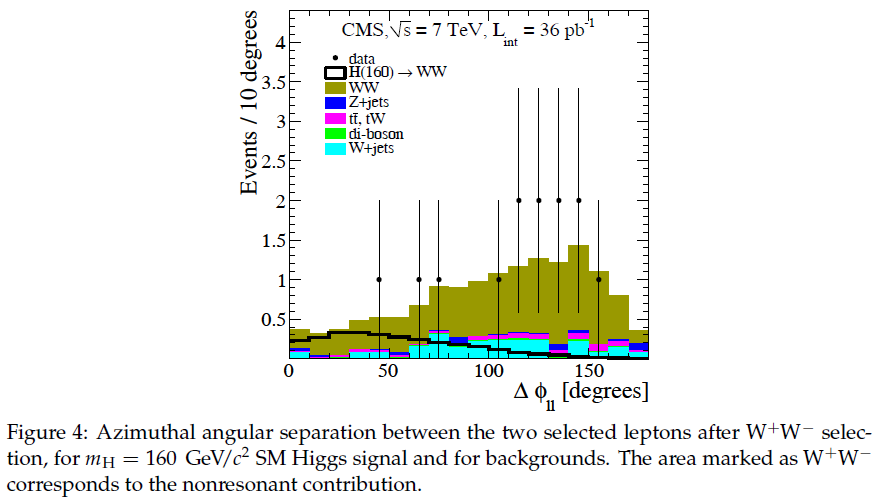 CMS,√s = 7 TeV, L_int = 36 pb⁻¹
Events / 10 degrees
data
H(160) → WW
WW
Z+jets
tt̄, tW
di-boson
W+jets
4
3.5
3
2.5
2
1.5
1
0.5
0 50 100 150
Δ ϕ_ll [degrees]
Figure 4: Azimuthal angular separation between the two selected leptons after W⁺W⁻ selec-
tion, for m_H = 160 GeV/c² SM Higgs signal and for backgrounds. The area marked as W⁺W⁻
corresponds to the nonresonant contribution.